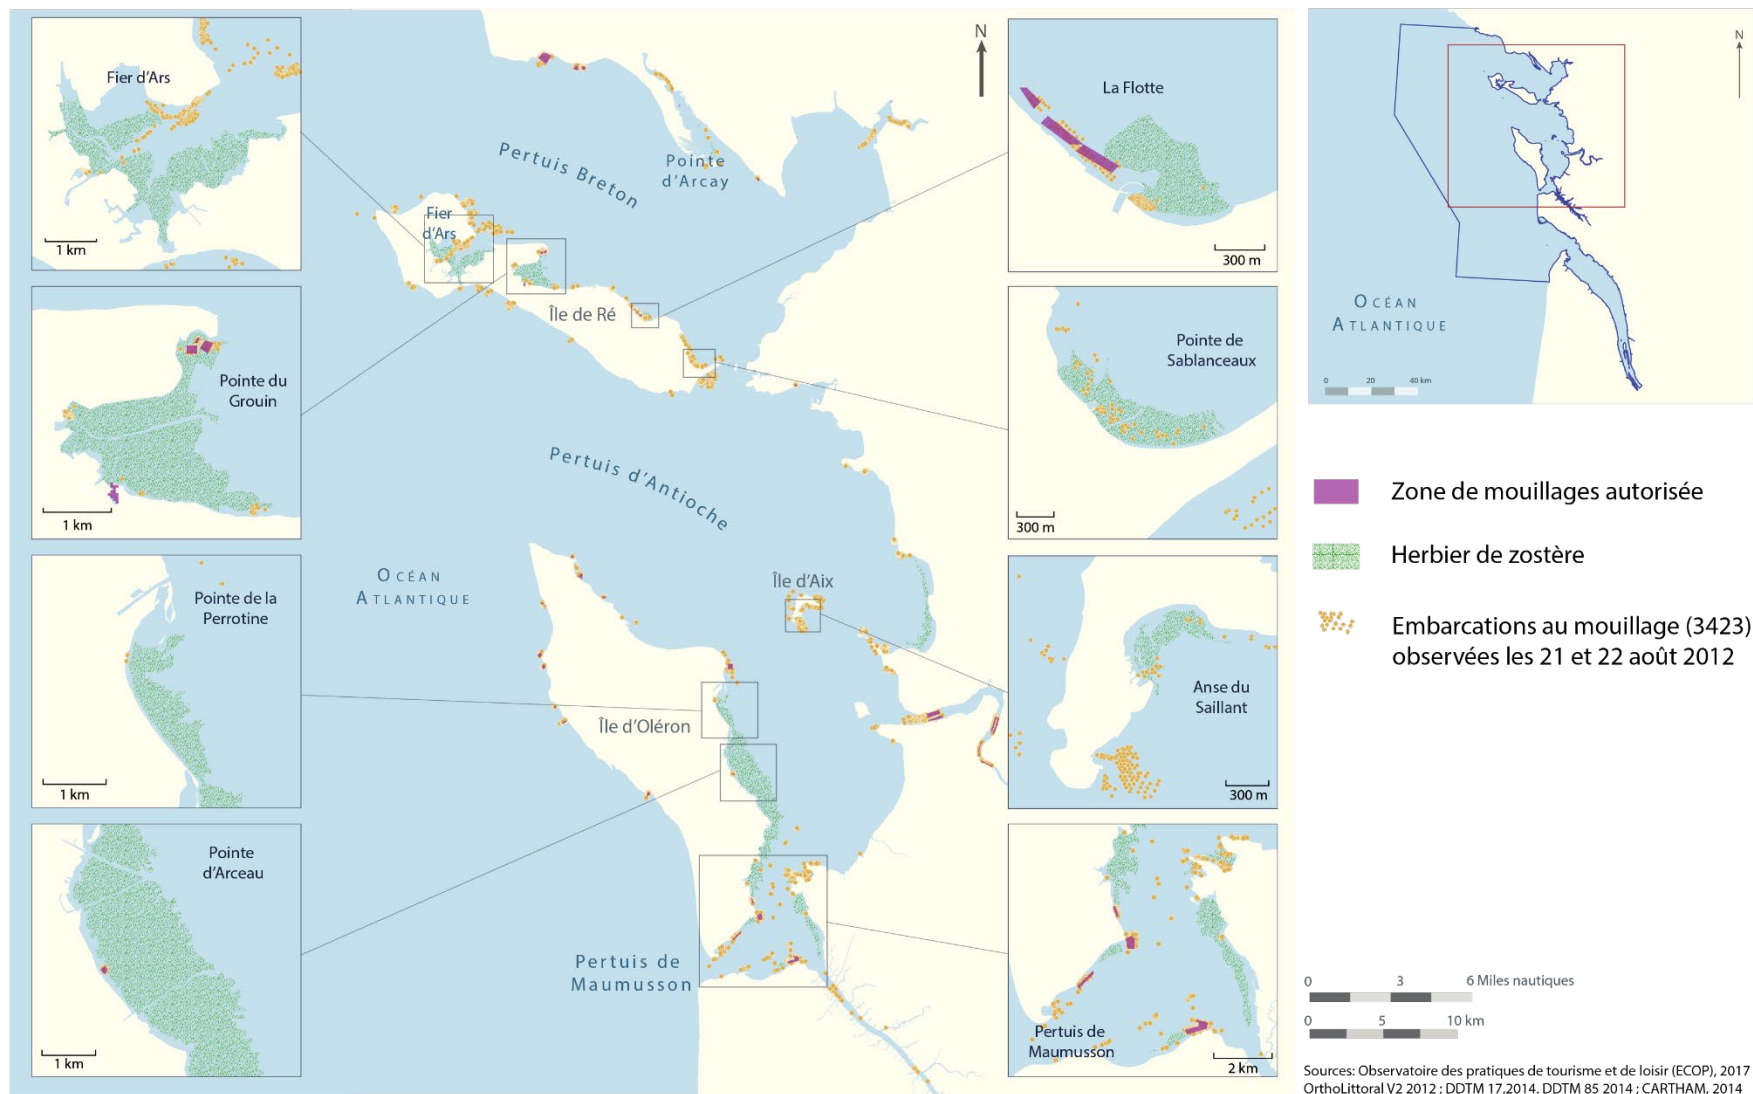 Fier d'Ars
1 km
Pointe du
Grouin
1 km
Pointe de la
Perrotine
1 km
Pointe
d'Arceau
1 km
N
Pertuis Breton
Pointe
d'Arcay
Fier
d'Ars
Île de Ré
Pertuis d'Antioche
OCÉAN
ATLANTIQUE
Île d'Aix
Île d'Oléron
Pertuis de
Maumusson
La Flotte
300 m
Pointe de
Sablanceaux
300 m
Anse du
Saillant
300 m
Pertuis de
Maumusson
2 km
N
OCÉAN
ATLANTIQUE
0 20 40 km
Zone de mouillages autorisée
Herbier de zostère
Embarcations au mouillage (3423)
observées les 21 et 22 août 2012
0 3 6 Miles nautiques
0 5 10 km
Sources: Observatoire des pratiques de tourisme et de loisir (ECOP), 2017
OrthoLittoral V2 2012 ; DDTM 17,2014. DDTM 85 2014 ; CARTHAM, 2014